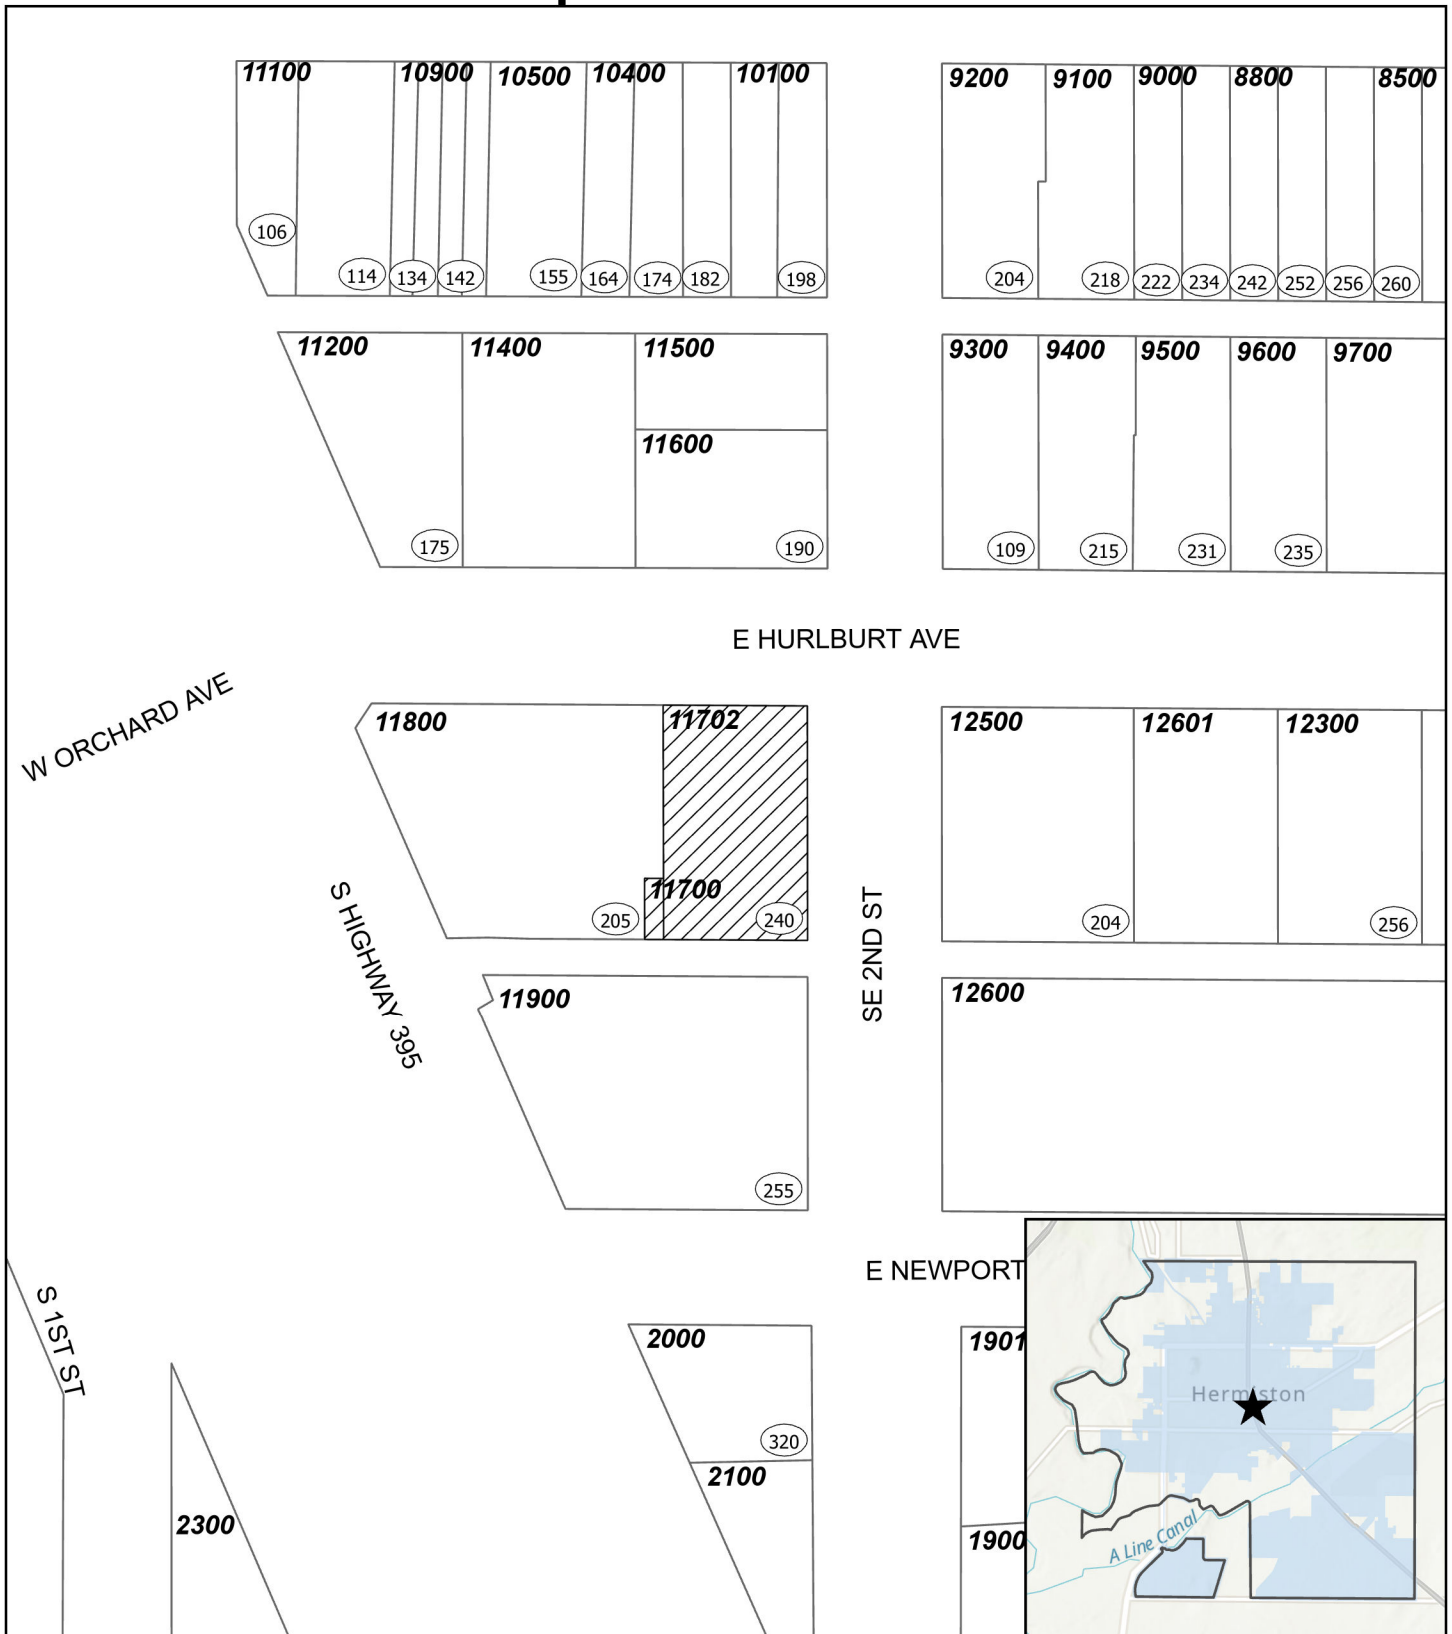 11100 10900 10500 10400 10100 9200 9100 9000 8800 8500
106
114 134 142 155 164 174 182 198 204 218 222 234 242 252 256 260
11200 11400 11500 9300 9400 9500 9600 9700
11600
175 190 109 215 231 235
E HURLBURT AVE
W ORCHARD AVE
11800 11702 12500 12601 12300
11700
205 240 204 256
S HIGHWAY 395
SE 2ND ST
11900 12600
255
E NEWPORT
S 1ST ST
2000 1901
320
2100
2300 1900
Hermiston
A Line Canal